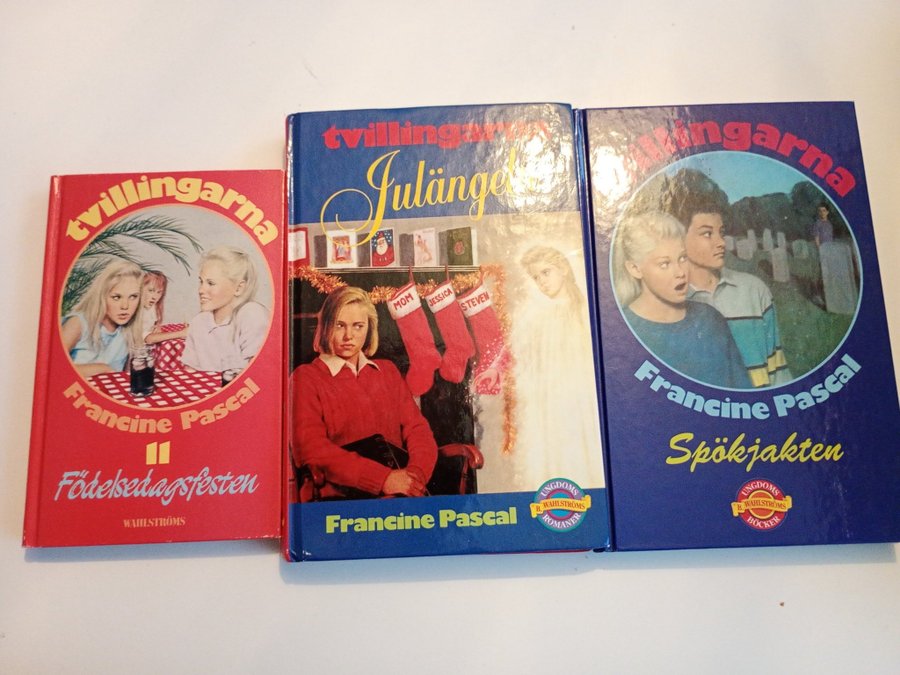 tvillingarna
Francine Pascal
11
Födelsedagsfesten
WAHLSTRÖMS
tvillingarna
MOM
JESSICA
STEVEN
Francine Pascal
UNGDOMS
B. WAHLSTRÖMS
ROMANER
tvillingarna
Francine Pascal
Spökjakten
UNGDOMS
B. WAHLSTRÖMS
BÖCKER